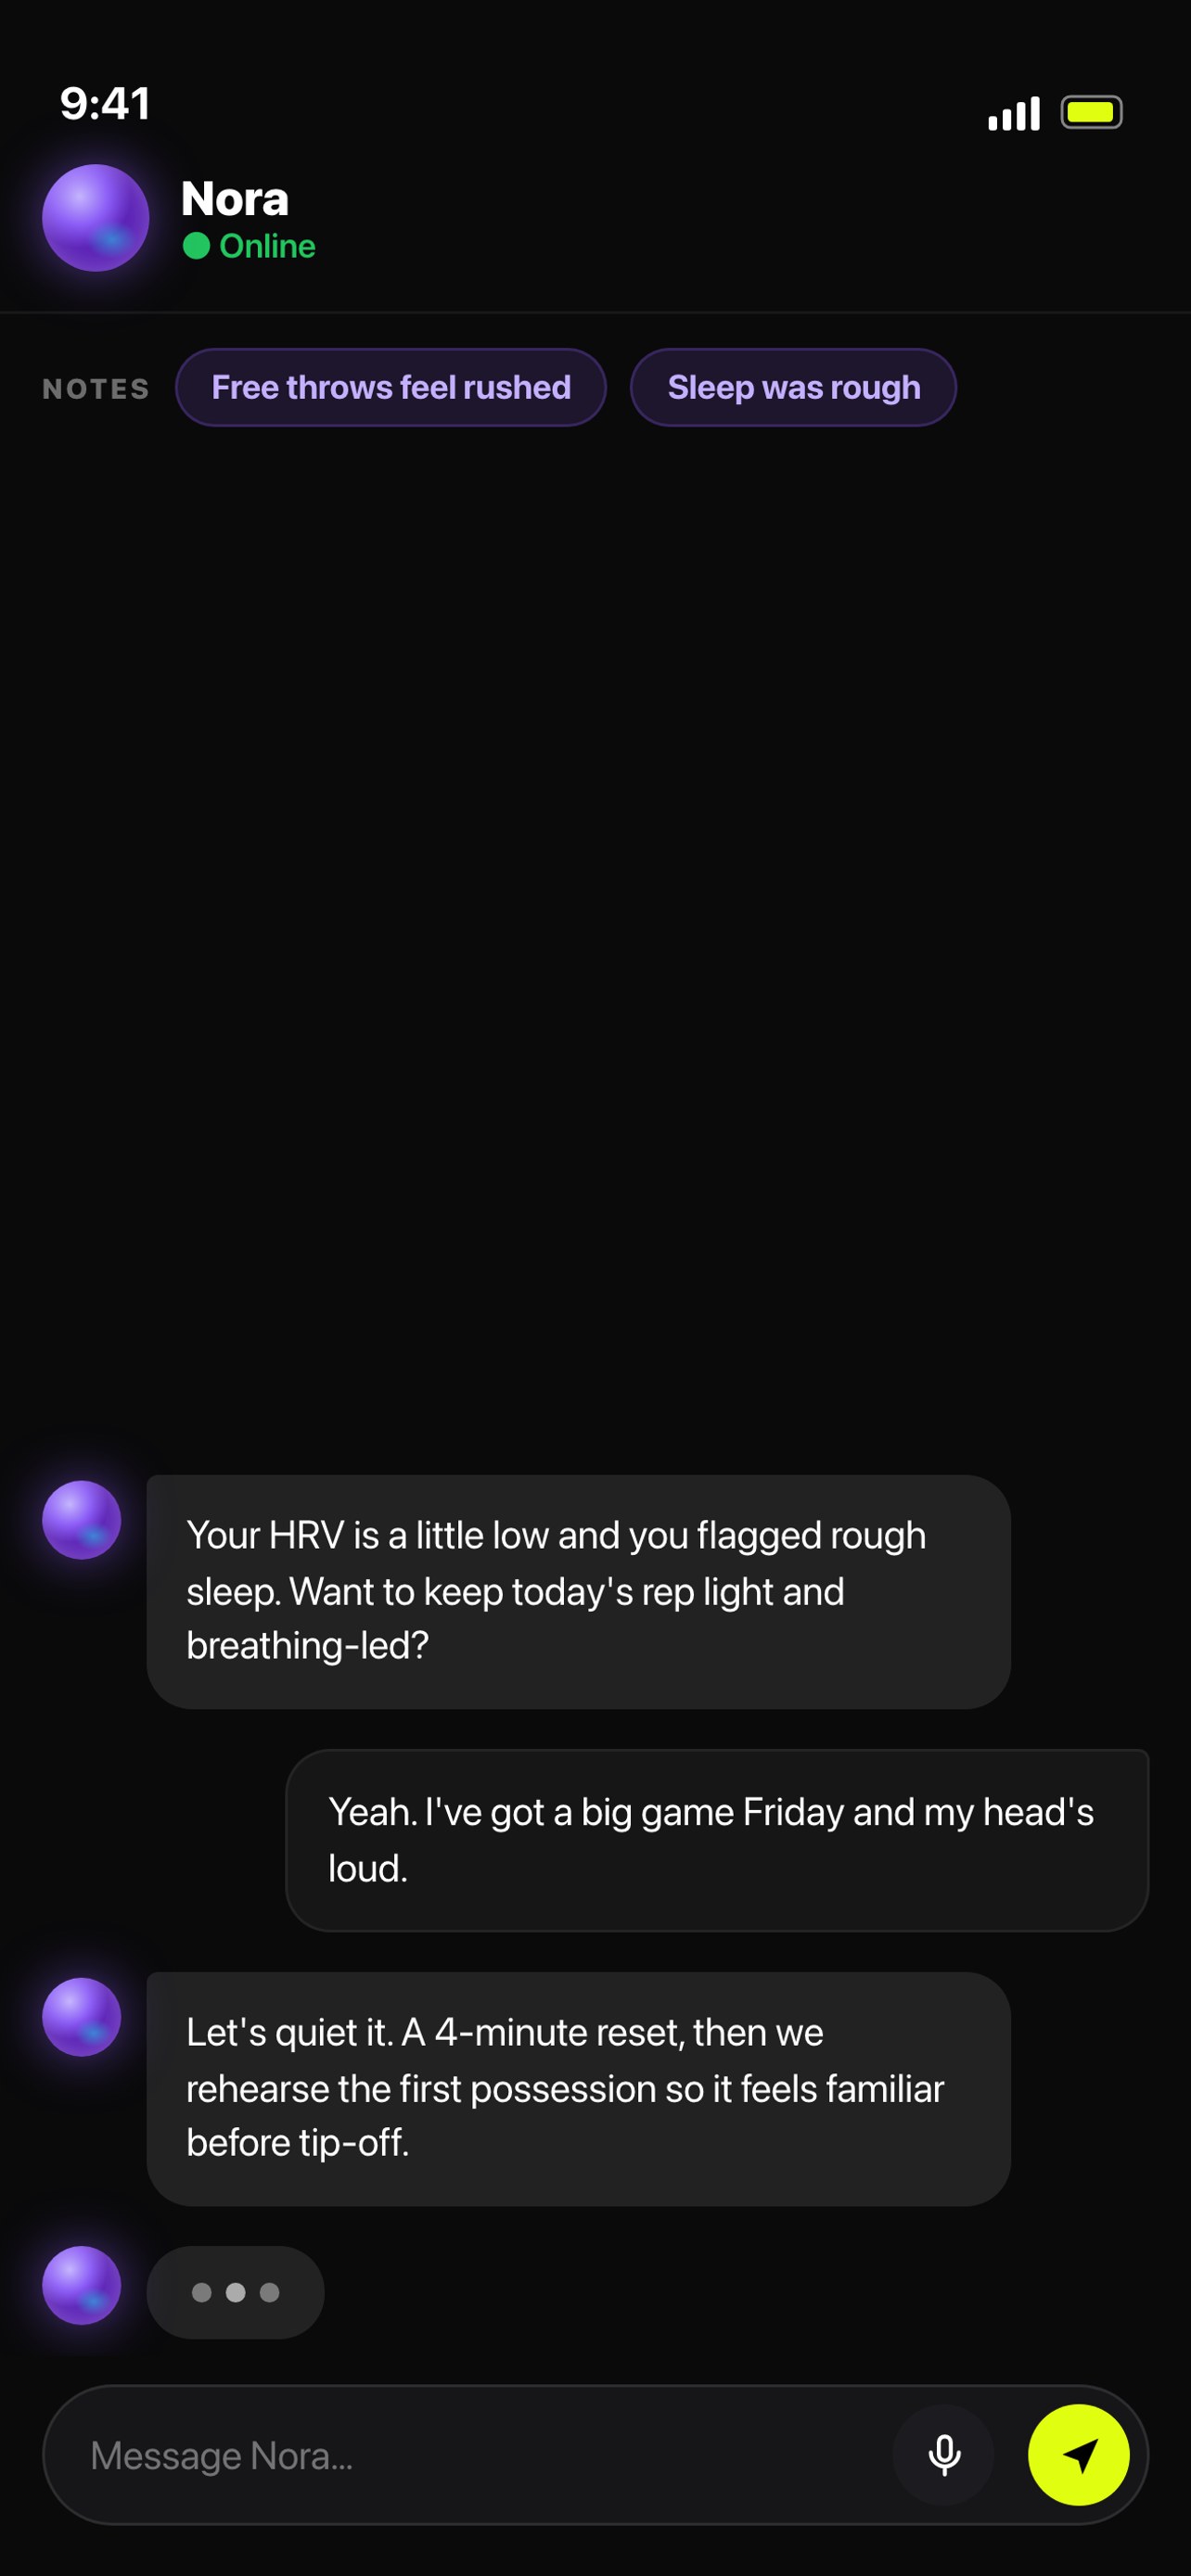 9:41
Nora
Online
NOTES
Free throws feel rushed
Sleep was rough
Your HRV is a little low and you flagged rough
sleep. Want to keep today's rep light and
breathing-led?
Yeah. I've got a big game Friday and my head's
loud.
Let's quiet it. A 4-minute reset, then we
rehearse the first possession so it feels familiar
before tip-off.
Message Nora...